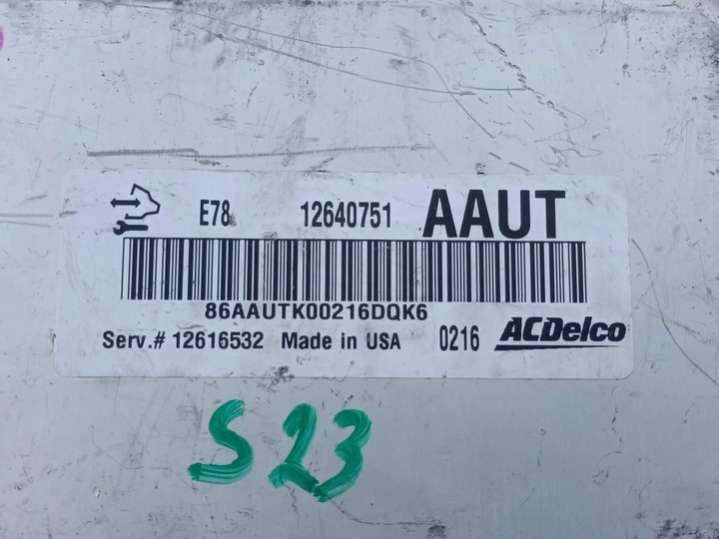 E78 12640751 AAUT
86AAUTK00216DQK6
Serv.# 12616532 Made in USA 0216 ACDelco
S23